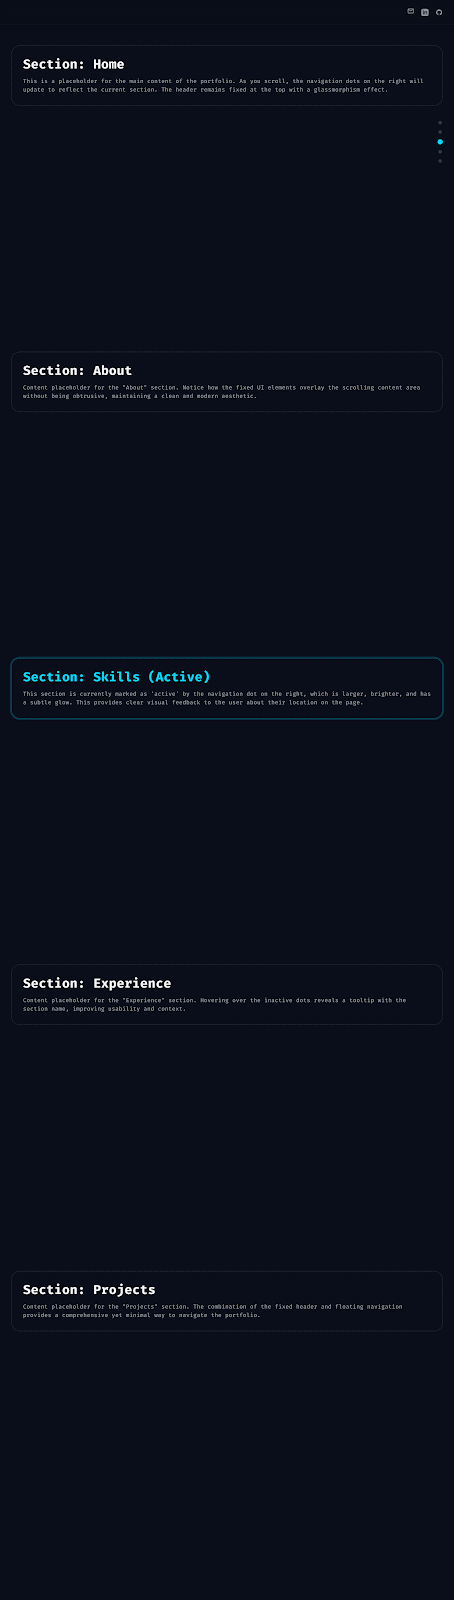 Section: Home
This is a placeholder for the main content of the portfolio. As you scroll, the navigation dots on the right will
update to reflect the current section. The header remains fixed at the top with a glassmorphism effect.
Section: About
Content placeholder for the "About" section. Notice how the fixed UI elements overlay the scrolling content area
without being obtrusive, maintaining a clean and modern aesthetic.
Section: Skills (Active)
This section is currently marked as 'active' by the navigation dot on the right, which is larger, brighter, and has
a subtle glow. This provides clear visual feedback to the user about their location on the page.
Section: Experience
Content placeholder for the "Experience" section. Hovering over the inactive dots reveals a tooltip with the
section name, improving usability and context.
Section: Projects
Content placeholder for the "Projects" section. The combination of the fixed header and floating navigation
provides a comprehensive yet minimal way to navigate the portfolio.